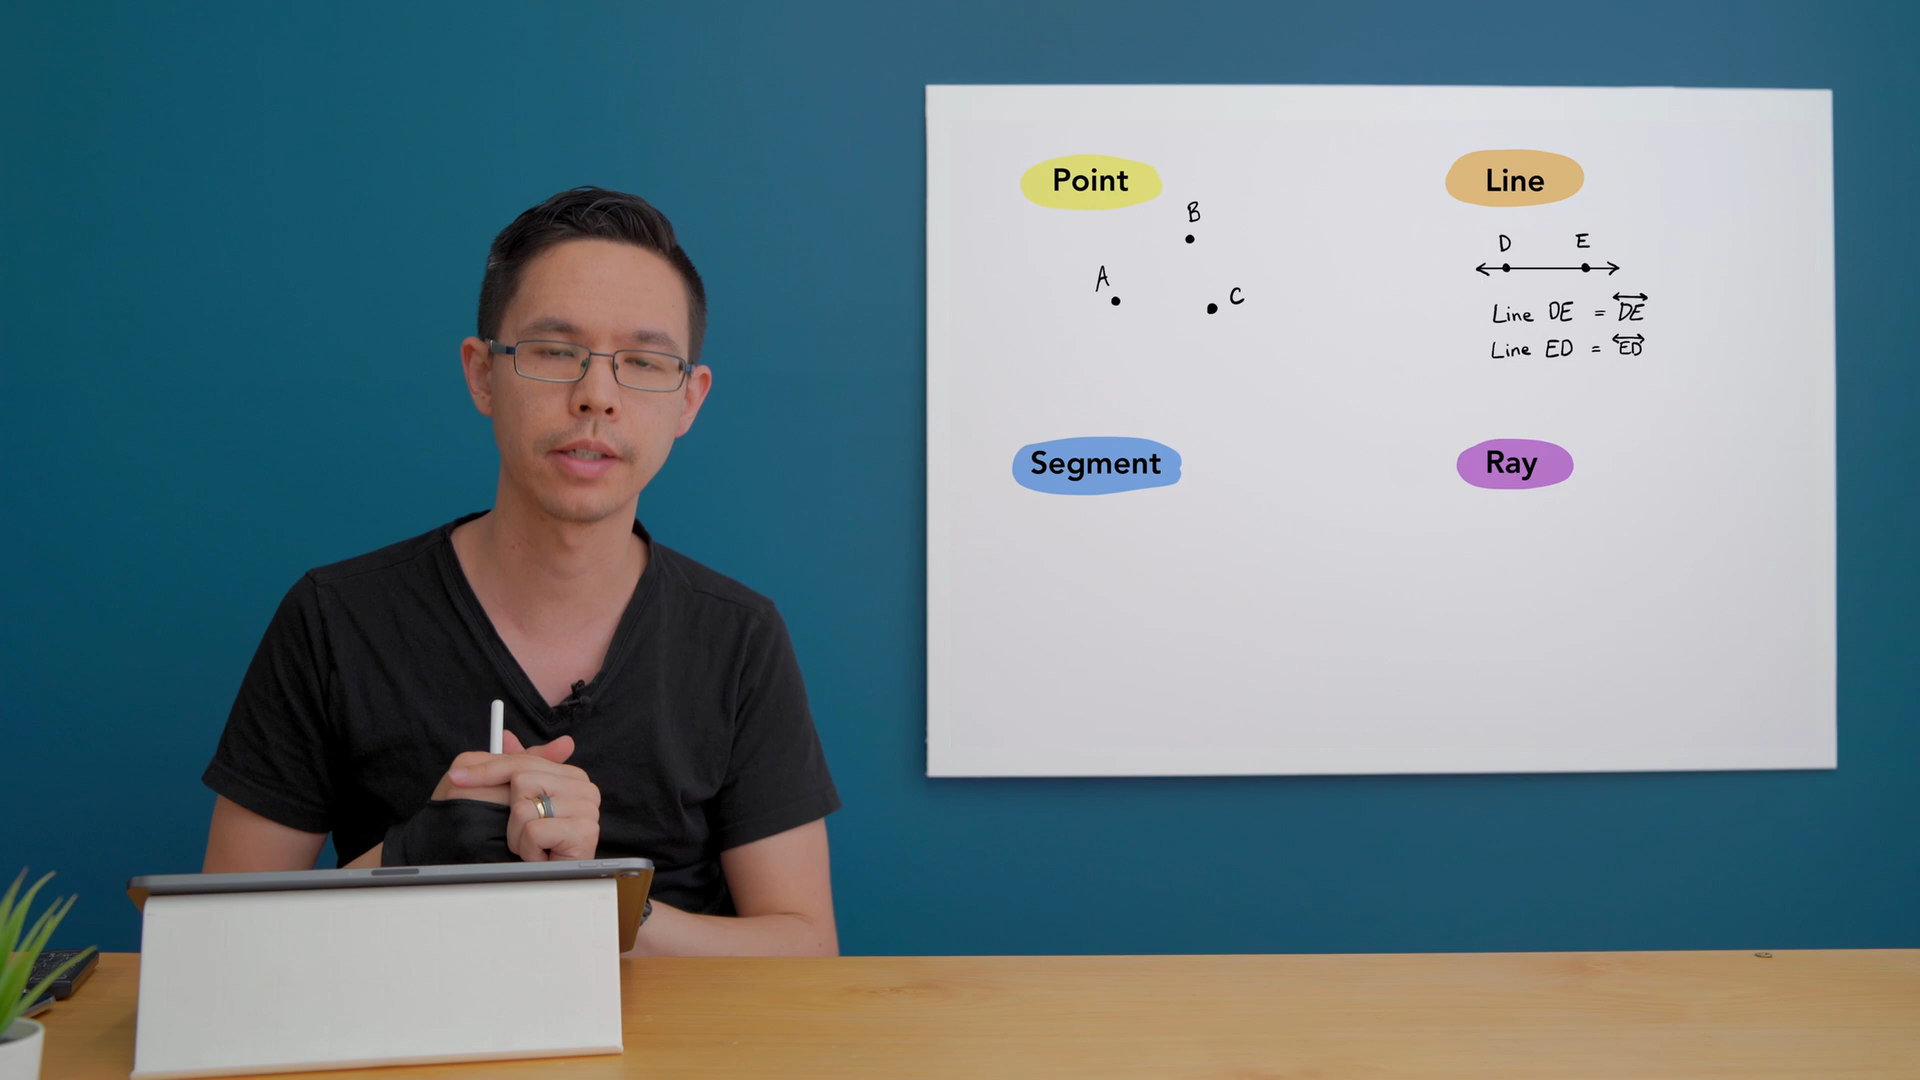 Point
B
A
C
Line
D E
Line DE = DE
Line ED = ED
Segment
Ray